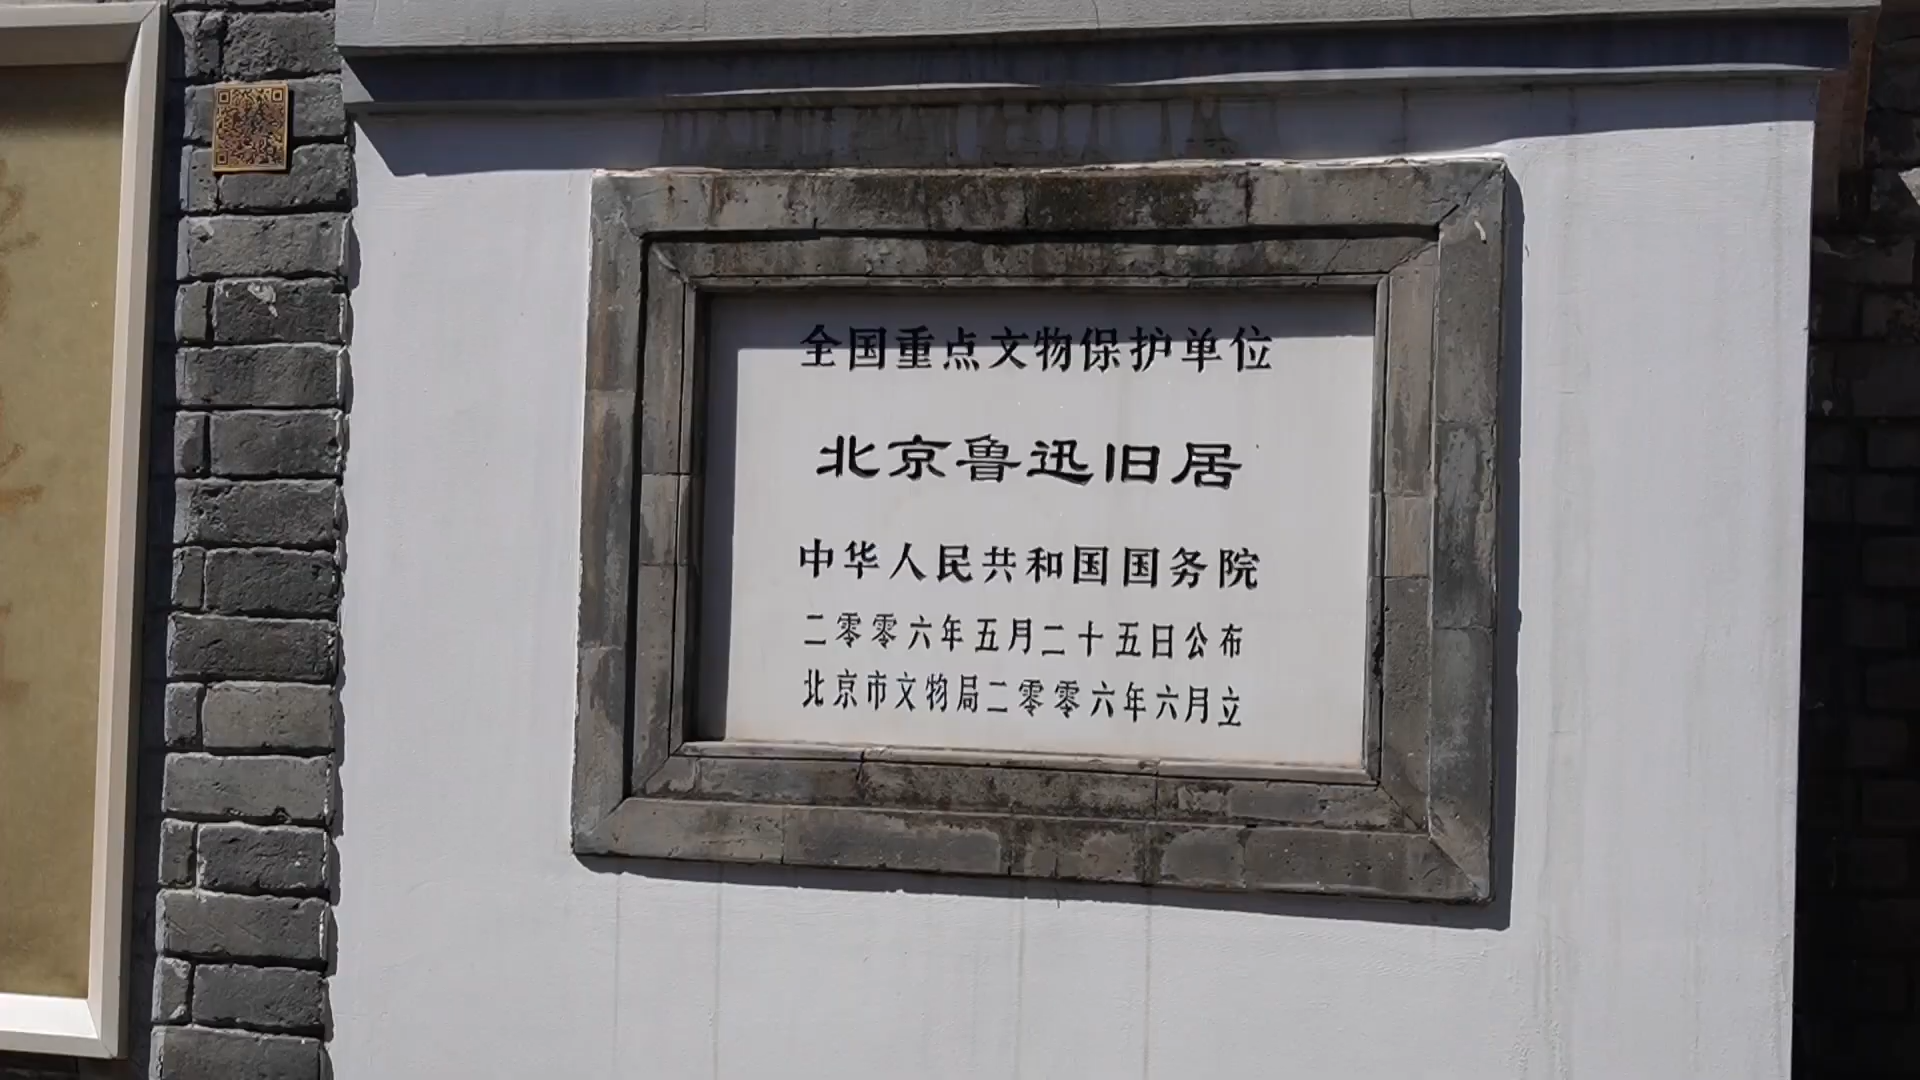 全国重点文物保护单位
北京鲁迅旧居
中华人民共和国国务院
二零零六年五月二十五日公布
北京市文物局二零零六年六月立